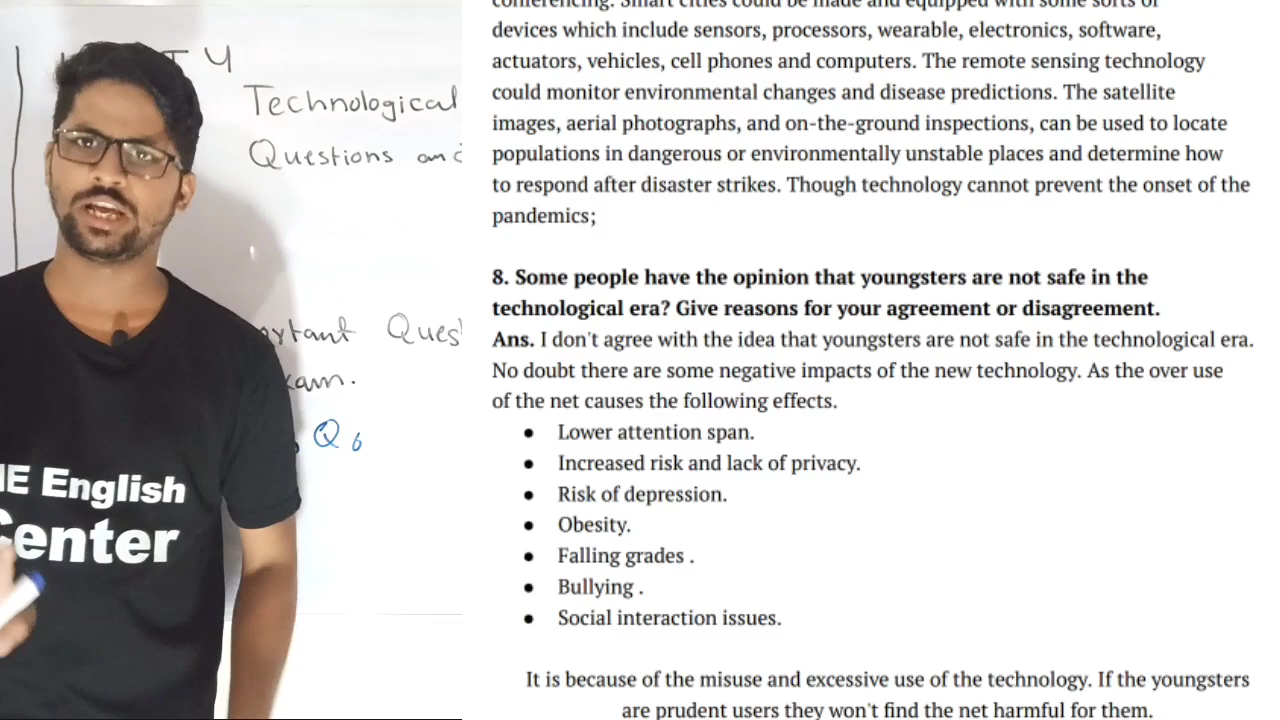 Technological
Questions and
Ques
xam.
Q 6
E English
Center
devices which include sensors, processors, wearable, electronics, software,
actuators, vehicles, cell phones and computers. The remote sensing technology
could monitor environmental changes and disease predictions. The satellite
images, aerial photographs, and on-the-ground inspections, can be used to locate
populations in dangerous or environmentally unstable places and determine how
to respond after disaster strikes. Though technology cannot prevent the onset of the
pandemics;
8. Some people have the opinion that youngsters are not safe in the
technological era? Give reasons for your agreement or disagreement.
Ans. I don't agree with the idea that youngsters are not safe in the technological era.
No doubt there are some negative impacts of the new technology. As the over use
of the net causes the following effects.
● Lower attention span.
● Increased risk and lack of privacy.
● Risk of depression.
● Obesity.
● Falling grades .
● Bullying .
● Social interaction issues.
It is because of the misuse and excessive use of the technology. If the youngsters
are prudent users they won't find the net harmful for them.